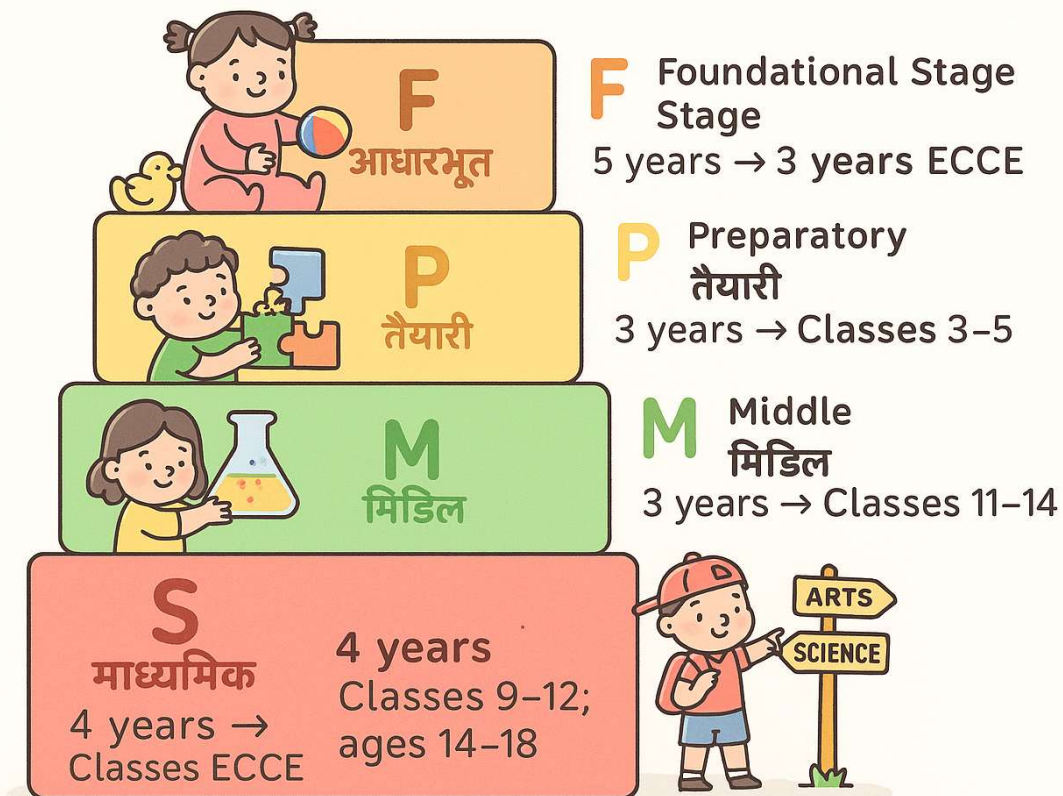 F
आधारभूत
F Foundational Stage
Stage
5 years → 3 years ECCE
P
तैयारी
P Preparatory
तैयारी
3 years → Classes 3–5
M
मिडिल
M Middle
मिडिल
3 years → Classes 11–14
S
माध्यमिक
4 years →
Classes ECCE
4 years
Classes 9–12;
ages 14–18
ARTS
SCIENCE